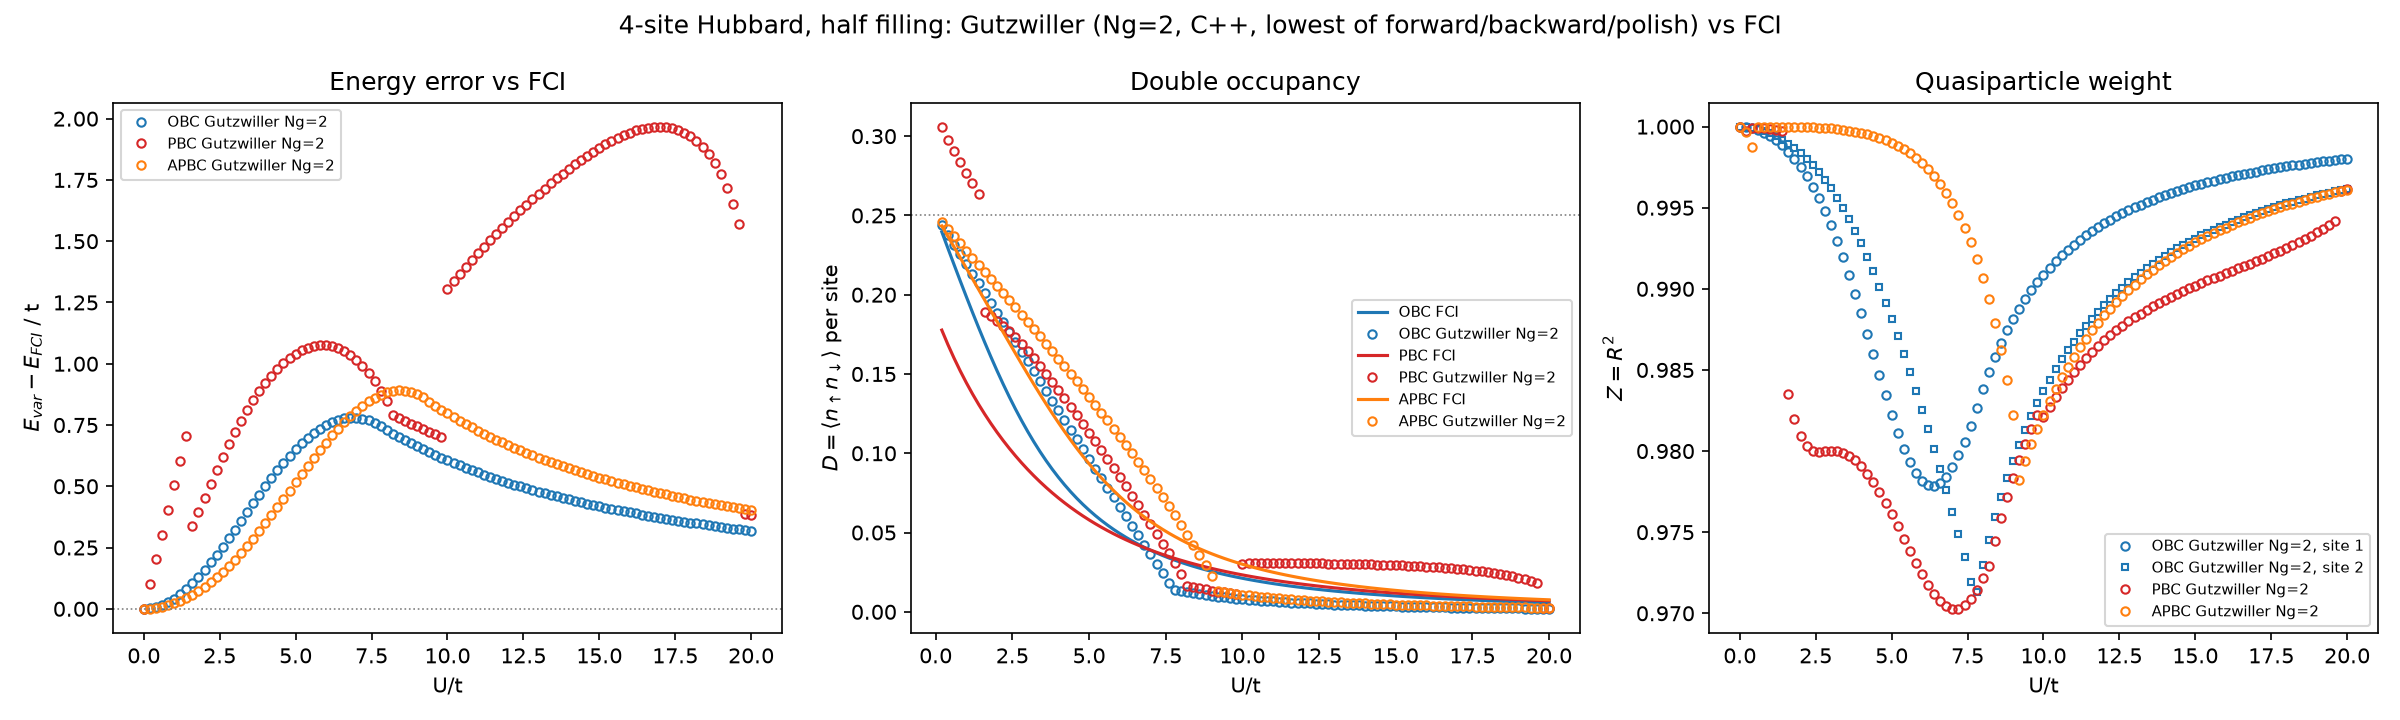 4-site Hubbard, half filling: Gutzwiller (Ng=2, C++, lowest of forward/backward/polish) vs FCI
Energy error vs FCI
E_var − E_FCI / t
2.00
1.75
1.50
1.25
1.00
0.75
0.50
0.25
0.00
OBC Gutzwiller Ng=2
PBC Gutzwiller Ng=2
APBC Gutzwiller Ng=2
0.0 2.5 5.0 7.5 10.0 12.5 15.0 17.5 20.0
U/t
Double occupancy
D = ⟨n↑n↓⟩ per site
0.30
0.25
0.20
0.15
0.10
0.05
0.00
OBC FCI
OBC Gutzwiller Ng=2
PBC FCI
PBC Gutzwiller Ng=2
APBC FCI
APBC Gutzwiller Ng=2
0.0 2.5 5.0 7.5 10.0 12.5 15.0 17.5 20.0
U/t
Quasiparticle weight
Z = R²
1.000
0.995
0.990
0.985
0.980
0.975
0.970
OBC Gutzwiller Ng=2, site 1
OBC Gutzwiller Ng=2, site 2
PBC Gutzwiller Ng=2
APBC Gutzwiller Ng=2
0.0 2.5 5.0 7.5 10.0 12.5 15.0 17.5 20.0
U/t